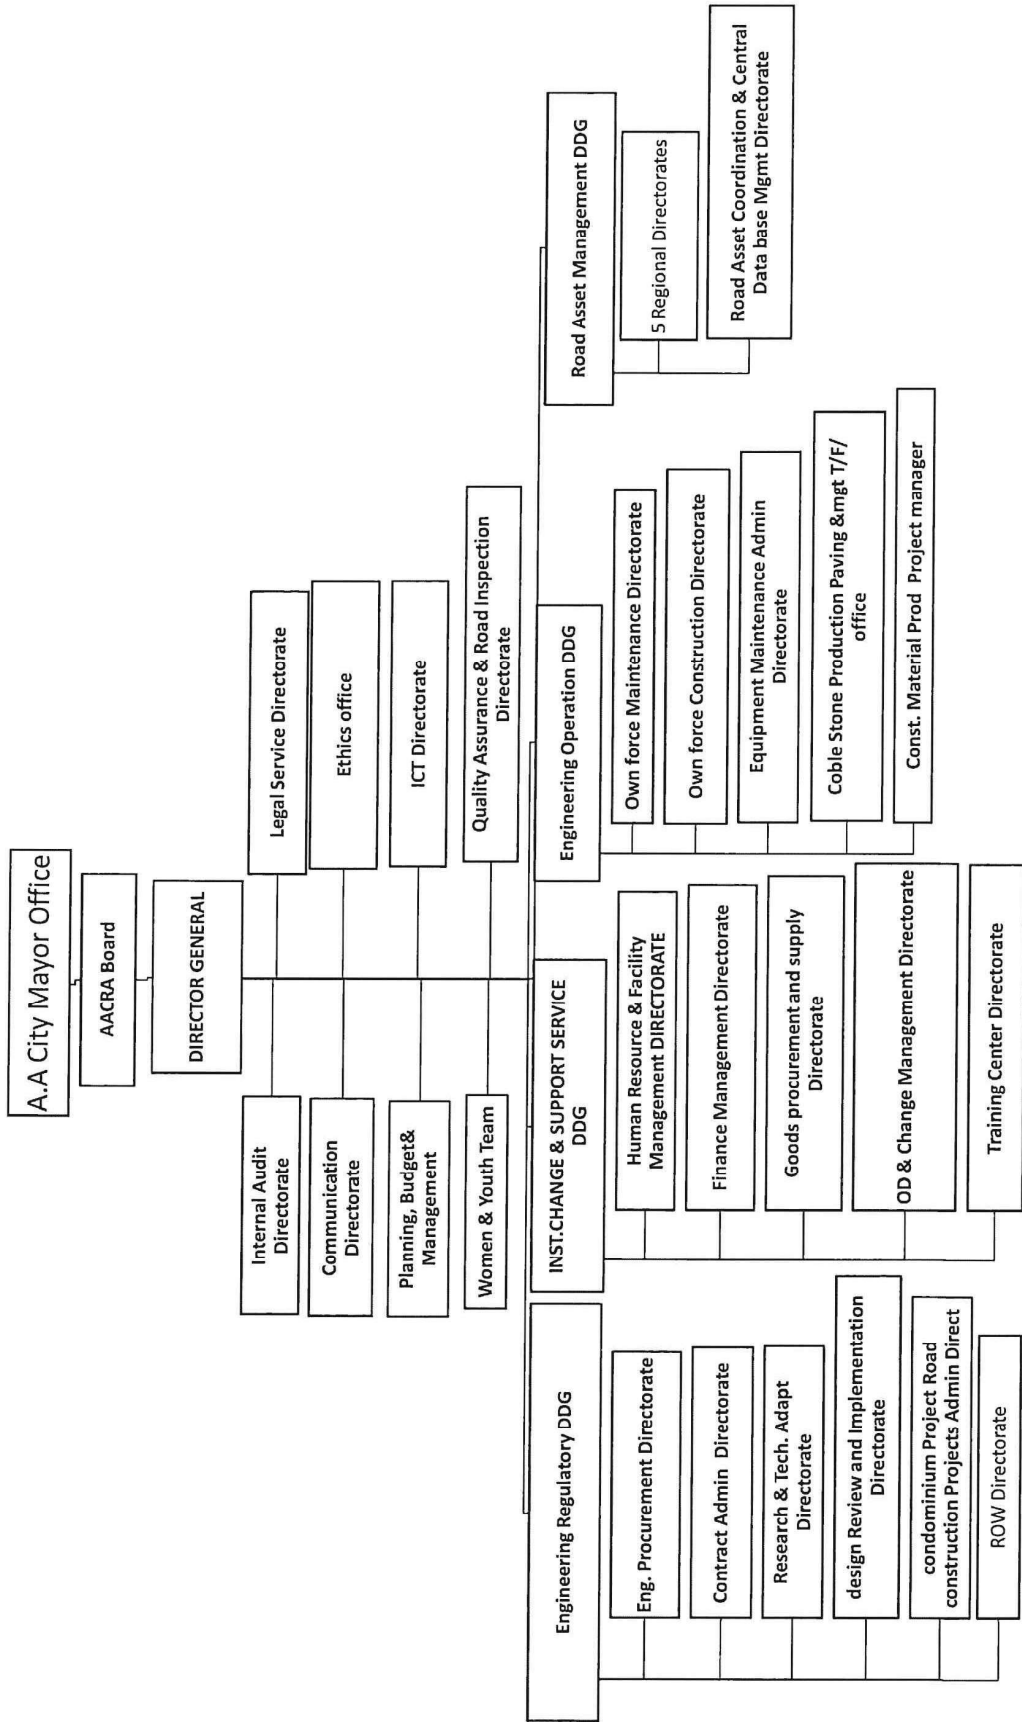 A.A City Mayor Office
AACRA Board
DIRECTOR GENERAL
Internal Audit
Directorate
Legal Service Directorate
Communication
Directorate
Ethics office
Planning, Budget&
Management
ICT Directorate
Women & Youth Team
Quality Assurance & Road Inspection
Directorate
Engineering Regulatory DDG
Eng. Procurement Directorate
Contract Admin Directorate
Research & Tech. Adapt
Directorate
design Review and Implementation
Directorate
condominium Project Road
construction Projects Admin Direct
ROW Directorate
INST.CHANGE & SUPPORT SERVICE
DDG
Human Resource & Facility
Management DIRECTORATE
Finance Management Directorate
Goods procurement and supply
Directorate
OD & Change Management Directorate
Training Center Directorate
Engineering Operation DDG
Own force Maintenance Directorate
Own force Construction Directorate
Equipment Maintenance Admin
Directorate
Coble Stone Production Paving &mgt T/F/
office
Const. Material Prod Project manager
Road Asset Management DDG
5 Regional Directorates
Road Asset Coordination & Central
Data base Mgmt Directorate